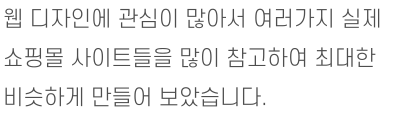 웹 디자인에 관심이 많아서 여러가지 실제
쇼핑몰 사이트들을 많이 참고하여 최대한
비슷하게 만들어 보았습니다.